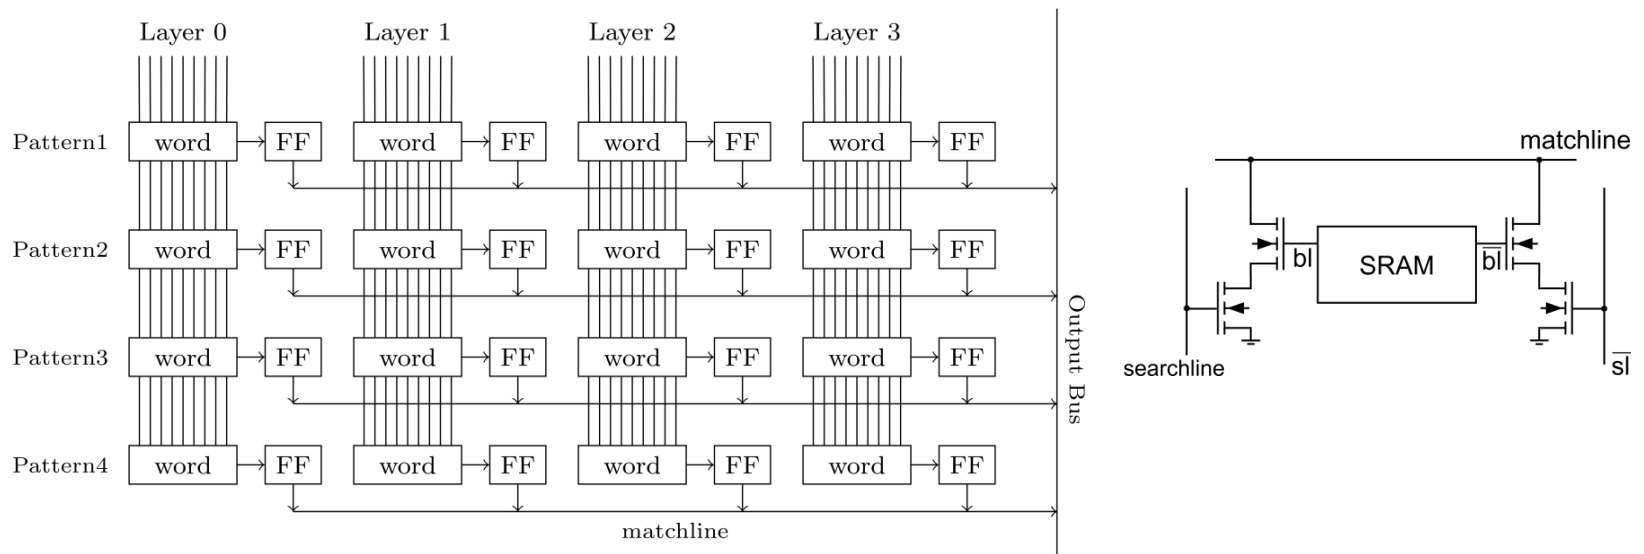 Layer 0 Layer 1 Layer 2 Layer 3
Pattern1 word FF word FF word FF word FF
Pattern2 word FF word FF word FF word FF
Pattern3 word FF word FF word FF word FF
Pattern4 word FF word FF word FF word FF
matchline
Output Bus
matchline
bl SRAM b̅l̅
searchline
s̅l̅